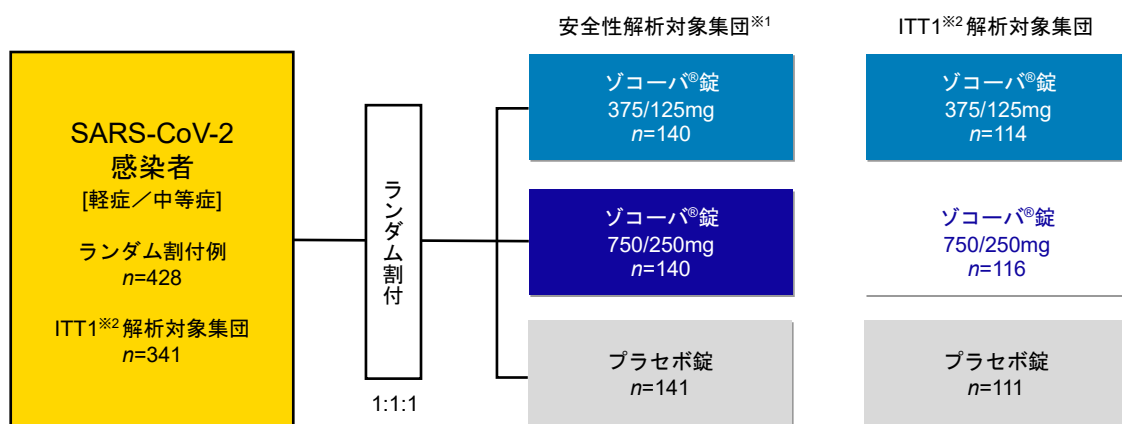 安全性解析対象集団※1
ITT1※2解析対象集団
SARS-CoV-2
感染者
[軽症／中等症]
ランダム割付例
n=428
ITT1※2解析対象集団
n=341
ランダム割付
1:1:1
ゾコーバ®錠
375/125mg
n=140
ゾコーバ®錠
375/125mg
n=114
ゾコーバ®錠
750/250mg
n=140
ゾコーバ®錠
750/250mg
n=116
プラセボ錠
n=141
プラセボ錠
n=111